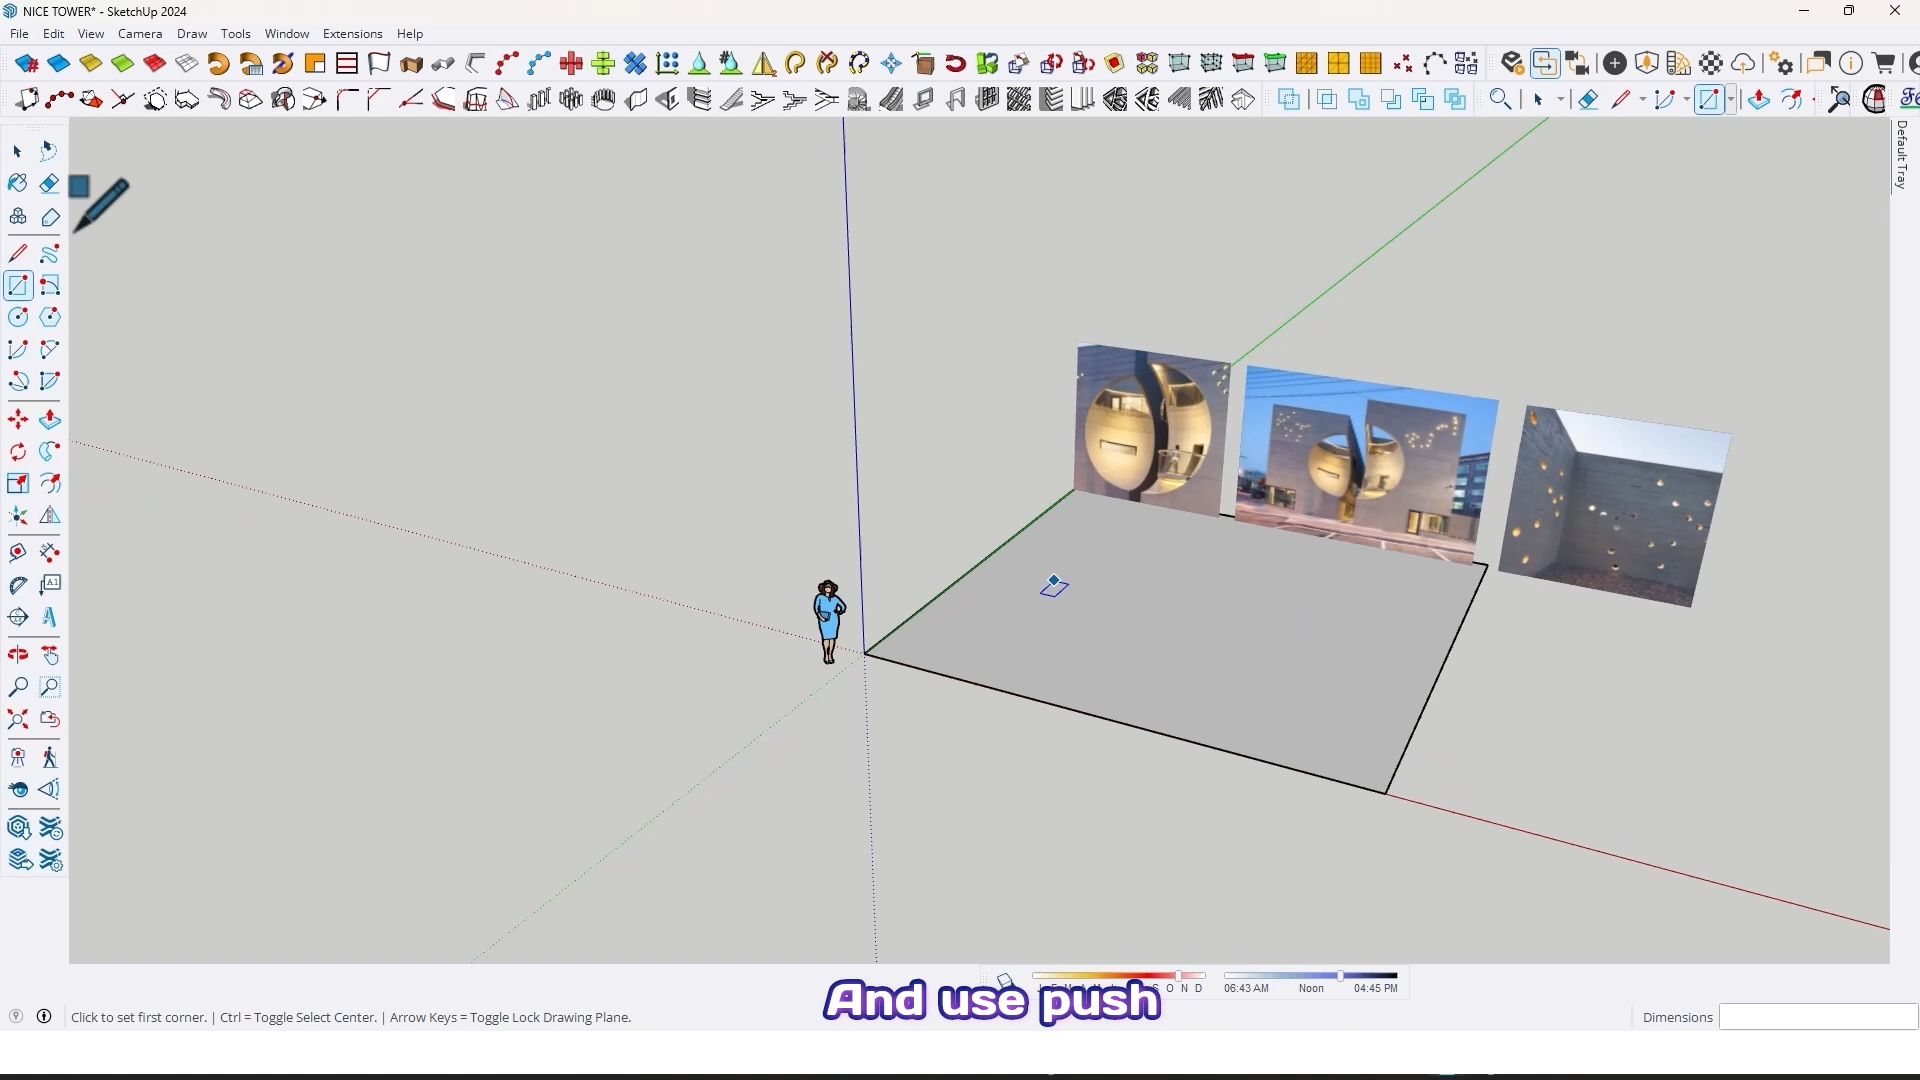 NICE TOWER* - SketchUp 2024
File Edit View Camera Draw Tools Window Extensions Help
Default Tray
A1
O N D
06:43 AM Noon 04:45 PM
And use push
Click to set first corner. | Ctrl = Toggle Select Center. | Arrow Keys = Toggle Lock Drawing Plane.
Dimensions